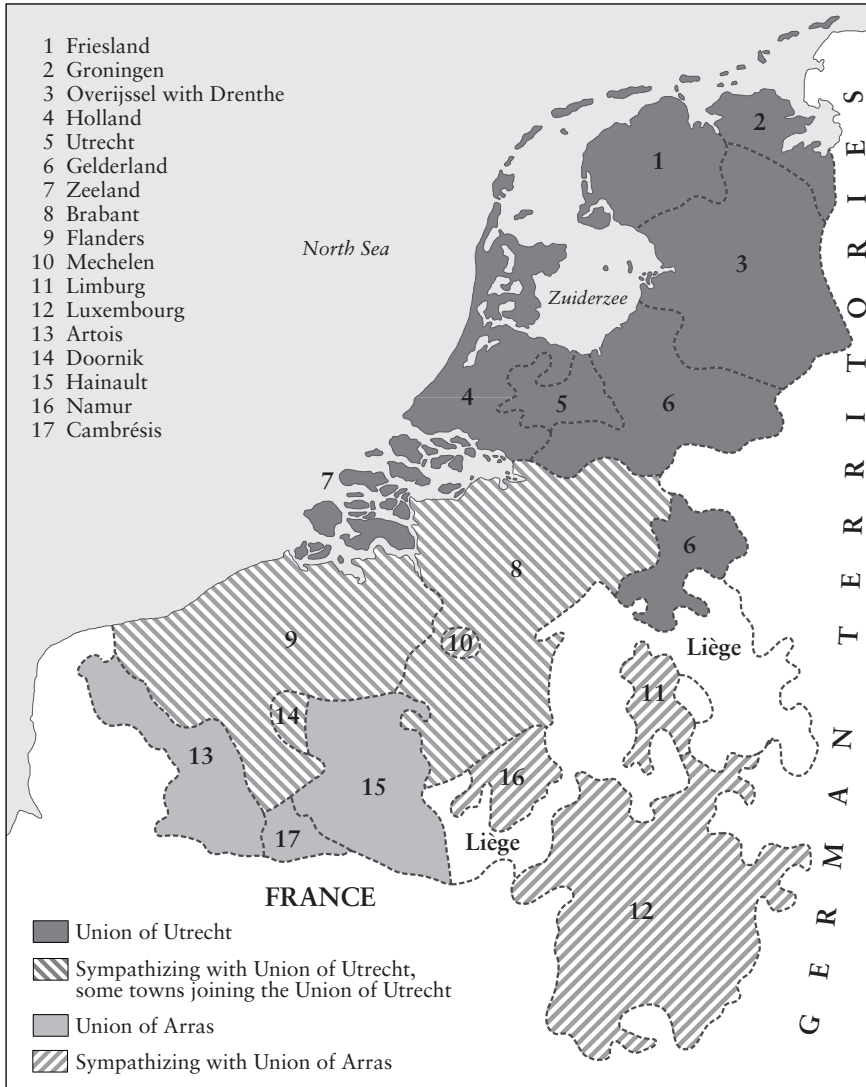 1 Friesland
2 Groningen
3 Overijssel with Drenthe
4 Holland
5 Utrecht
6 Gelderland
7 Zeeland
8 Brabant
9 Flanders
10 Mechelen
11 Limburg
12 Luxembourg
13 Artois
14 Doornik
15 Hainault
16 Namur
17 Cambrésis
North Sea
Zuiderzee
1
2
3
4
5
6
7
8
6
9
10
Liège
11
14
13
15
16
17
Liège
12
FRANCE
GERMAN TERRITORIES
Union of Utrecht
Sympathizing with Union of Utrecht,
some towns joining the Union of Utrecht
Union of Arras
Sympathizing with Union of Arras